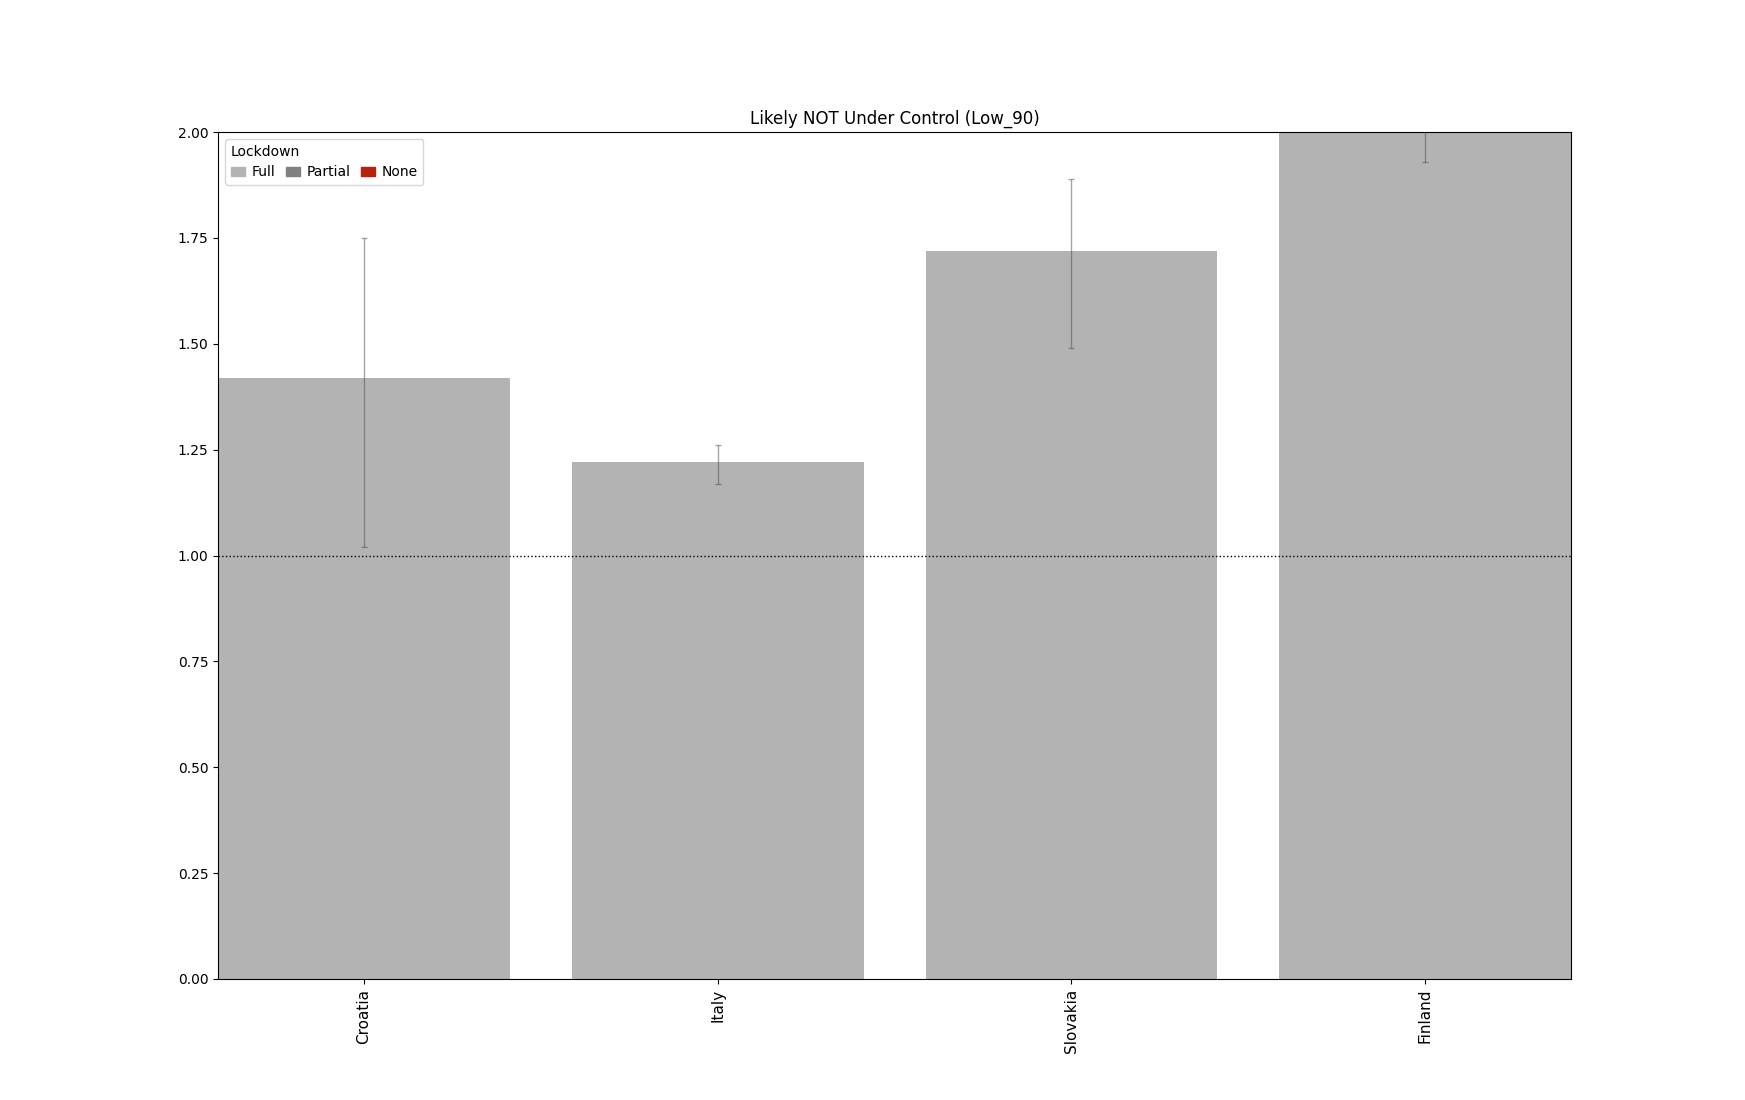 Likely NOT Under Control (Low_90)
Lockdown
Full Partial None
2.00
1.75
1.50
1.25
1.00
0.75
0.50
0.25
0.00
Croatia
Italy
Slovakia
Finland